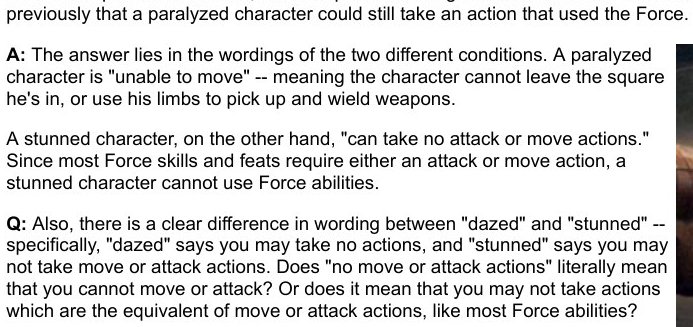 previously that a paralyzed character could still take an action that used the Force.
A: The answer lies in the wordings of the two different conditions. A paralyzed
character is "unable to move" -- meaning the character cannot leave the square
he's in, or use his limbs to pick up and wield weapons.
A stunned character, on the other hand, "can take no attack or move actions."
Since most Force skills and feats require either an attack or move action, a
stunned character cannot use Force abilities.
Q: Also, there is a clear difference in wording between "dazed" and "stunned" --
specifically, "dazed" says you may take no actions, and "stunned" says you may
not take move or attack actions. Does "no move or attack actions" literally mean
that you cannot move or attack? Or does it mean that you may not take actions
which are the equivalent of move or attack actions, like most Force abilities?